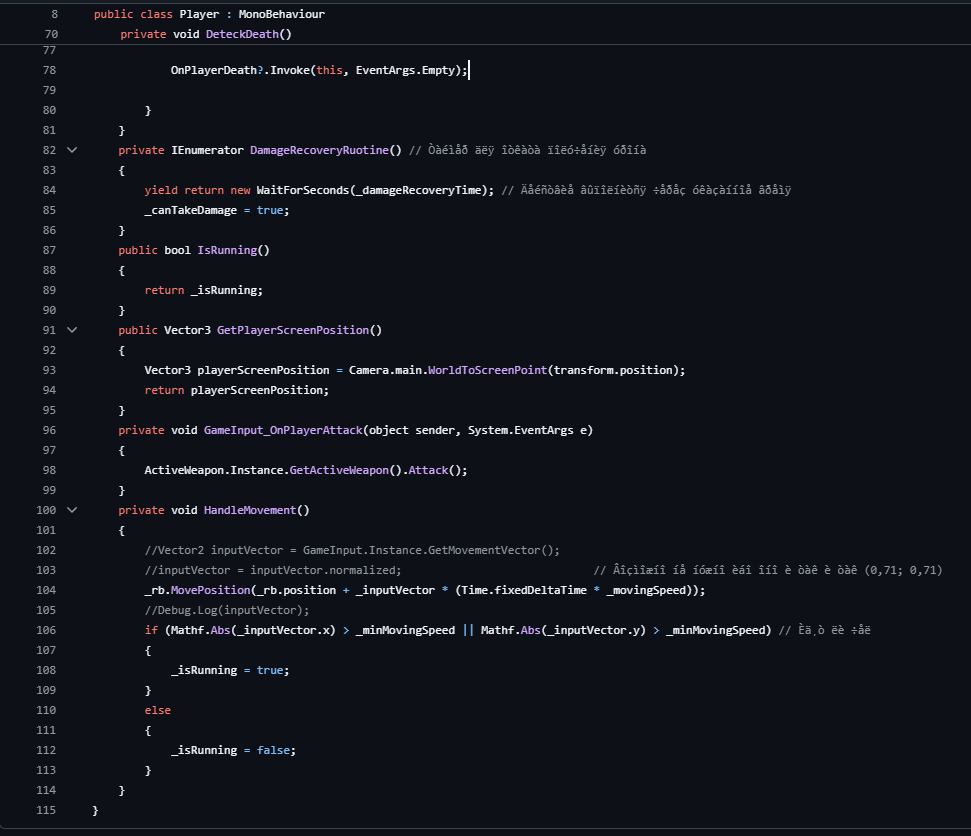 8 public class Player : MonoBehaviour
70 private void DeteckDeath()
77
78 OnPlayerDeath?.Invoke(this, EventArgs.Empty);
79
80 }
81 }
82 private IEnumerator DamageRecoveryRuotine() // Òàéìåð äëÿ îòêàòà ïîëó÷åíèÿ óðîíà
83 {
84 yield return new WaitForSeconds(_damageRecoveryTime); // Äåéñòâèå âûïîëíèòñÿ ÷åðåç óêàçàííîå âðåìÿ
85 _canTakeDamage = true;
86 }
87 public bool IsRunning()
88 {
89 return _isRunning;
90 }
91 public Vector3 GetPlayerScreenPosition()
92 {
93 Vector3 playerScreenPosition = Camera.main.WorldToScreenPoint(transform.position);
94 return playerScreenPosition;
95 }
96 private void GameInput_OnPlayerAttack(object sender, System.EventArgs e)
97 {
98 ActiveWeapon.Instance.GetActiveWeapon().Attack();
99 }
100 private void HandleMovement()
101 {
102 //Vector2 inputVector = GameInput.Instance.GetMovementVector();
103 //inputVector = inputVector.normalized; // Âîçìîæíî íå íóæíî èáî îíî è òàê è òàê (0,71; 0,71)
104 _rb.MovePosition(_rb.position + _inputVector * (Time.fixedDeltaTime * _movingSpeed));
105 //Debug.Log(inputVector);
106 if (Mathf.Abs(_inputVector.x) > _minMovingSpeed || Mathf.Abs(_inputVector.y) > _minMovingSpeed) // Èä¸ò ëè ÷åë
107 {
108 _isRunning = true;
109 }
110 else
111 {
112 _isRunning = false;
113 }
114 }
115 }